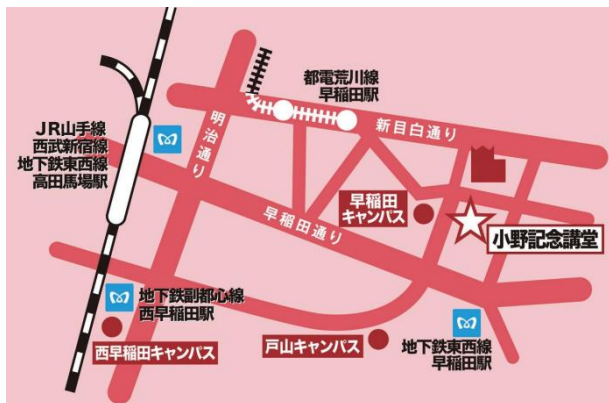 都電荒川線
早稲田駅
新目白通り
明治通り
JR山手線
西武新宿線
地下鉄東西線
高田馬場駅
早稲田
キャンパス
早稲田通り
小野記念講堂
地下鉄副都心線
西早稲田駅
西早稲田キャンパス
戸山キャンパス
地下鉄東西線
早稲田駅